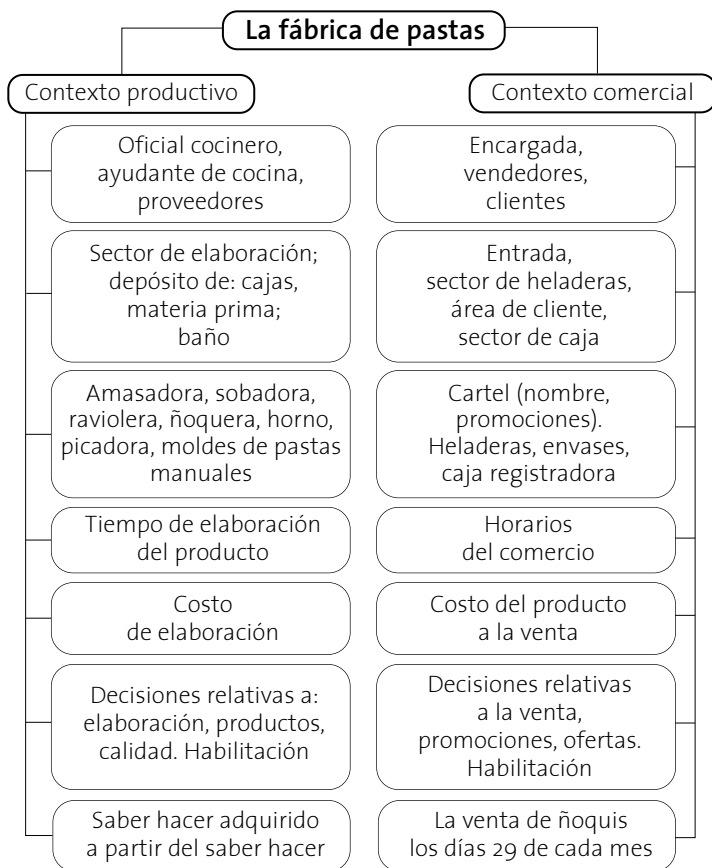 La fábrica de pastas
Contexto productivo
Contexto comercial
Oficial cocinero,
ayudante de cocina,
proveedores
Encargada,
vendedores,
clientes
Sector de elaboración;
depósito de: cajas,
materia prima;
baño
Entrada,
sector de heladeras,
área de cliente,
sector de caja
Amasadora, sobadora,
raviolera, ñoquera, horno,
picadora, moldes de pastas
manuales
Cartel (nombre,
promociones).
Heladeras, envases,
caja registradora
Tiempo de elaboración
del producto
Horarios
del comercio
Costo
de elaboración
Costo del producto
a la venta
Decisiones relativas a:
elaboración, productos,
calidad. Habilitación
Decisiones relativas
a la venta,
promociones, ofertas.
Habilitación
Saber hacer adquirido
a partir del saber hacer
La venta de ñoquis
los días 29 de cada mes